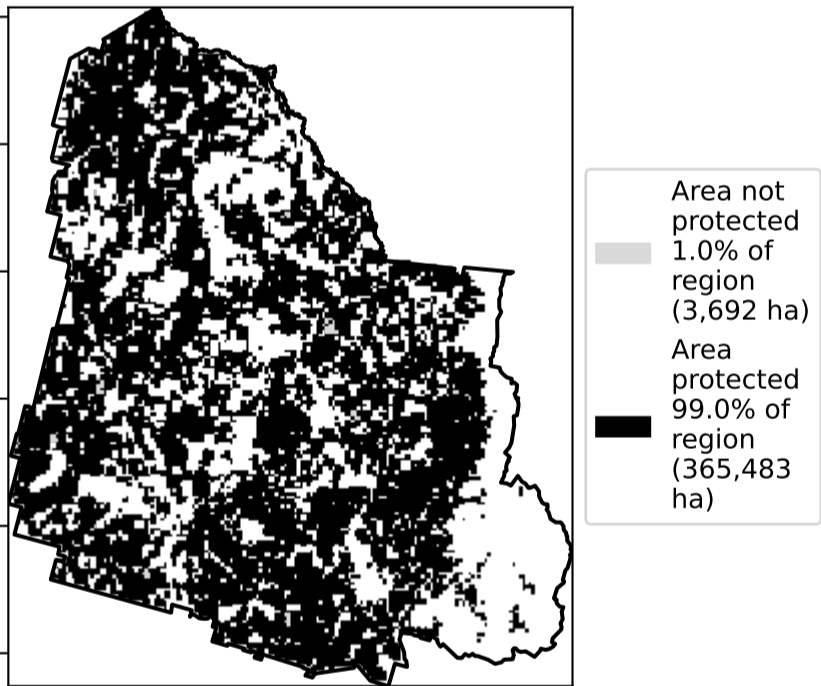 Area not
protected
1.0% of
region
(3,692 ha)
Area
protected
99.0% of
region
(365,483
ha)